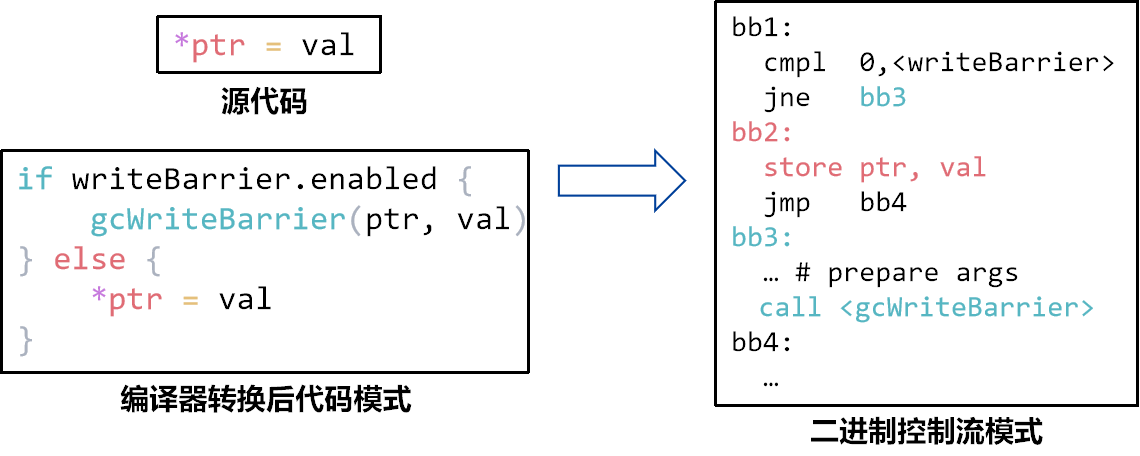 *ptr = val
源代码
if writeBarrier.enabled {
gcWriteBarrier(ptr, val)
} else {
*ptr = val
}
编译器转换后代码模式
bb1:
cmpl 0,<writeBarrier>
jne bb3
bb2:
store ptr, val
jmp bb4
bb3:
… # prepare args
call <gcWriteBarrier>
bb4:
…
二进制控制流模式